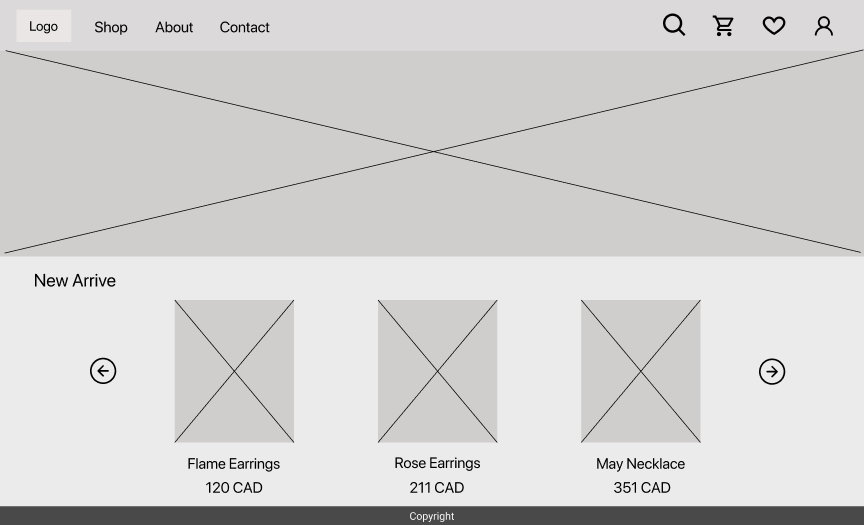 Logo
Shop
About
Contact
New Arrive
Flame Earrings
Rose Earrings
May Necklace
120 CAD
211 CAD
351 CAD
Copyright